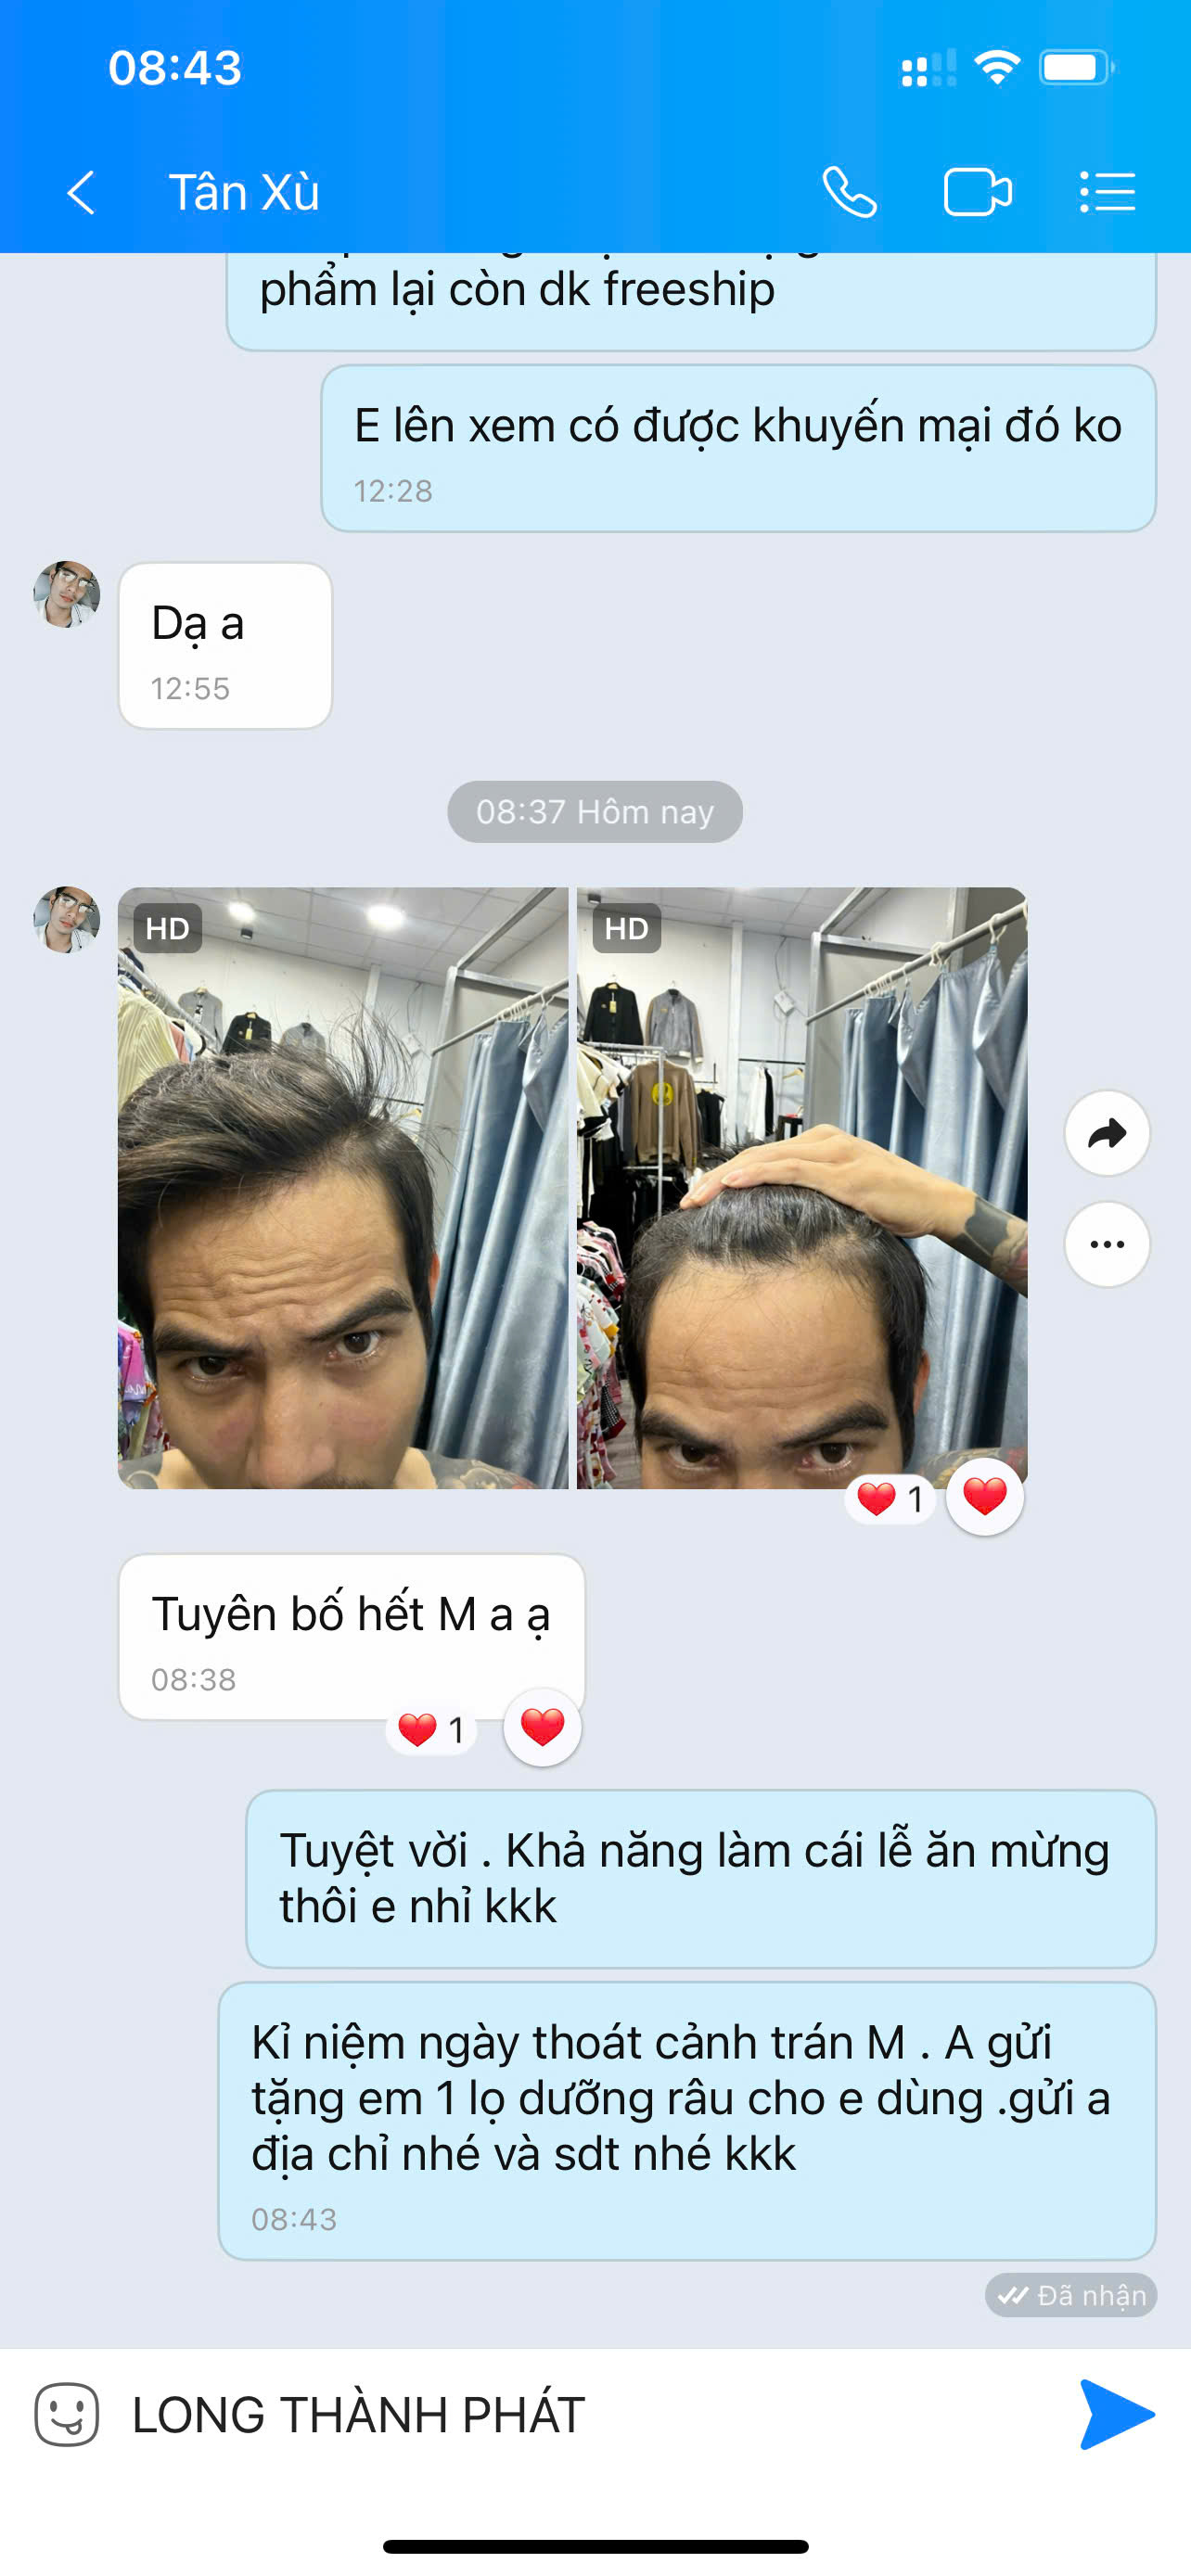 08:43
Tân Xù
phẩm lại còn dk freeship
E lên xem có được khuyến mại đó ko
12:28
Dạ a
12:55
08:37 Hôm nay
HD
HD
1
Tuyên bố hết M a ạ
08:38
1
Tuyệt vời . Khả năng làm cái lễ ăn mừng
thôi e nhỉ kkk
Kỉ niệm ngày thoát cảnh trán M . A gửi
tặng em 1 lọ dưỡng râu cho e dùng .gửi a
địa chỉ nhé và sdt nhé kkk
08:43
Đã nhận
LONG THÀNH PHÁT